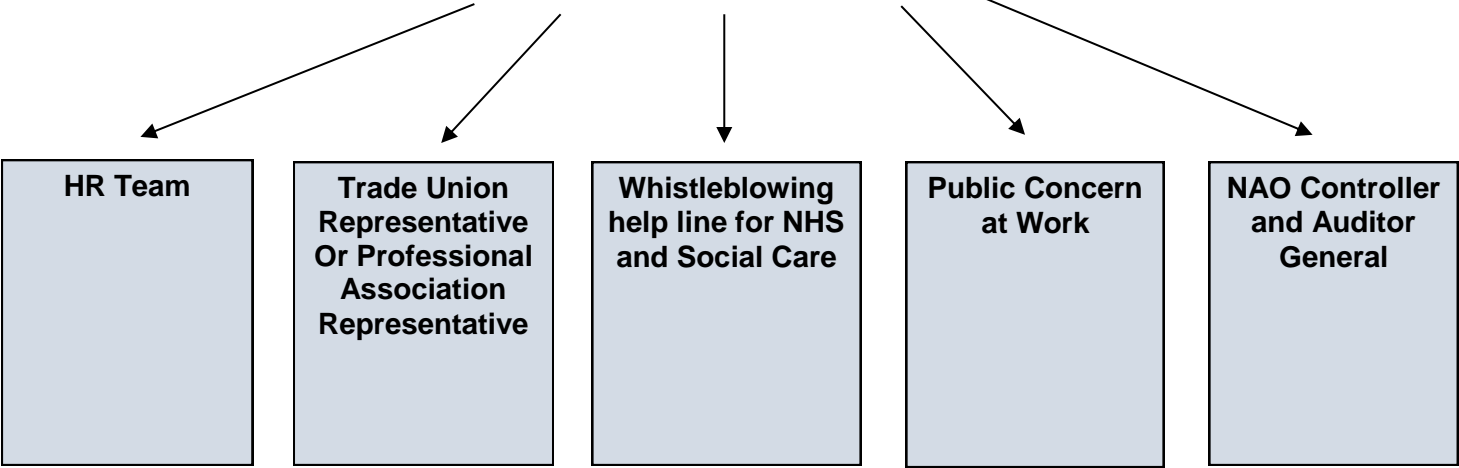 HR Team
Trade Union
Representative
Or Professional
Association
Representative
Whistleblowing
help line for NHS
and Social Care
Public Concern
at Work
NAO Controller
and Auditor
General